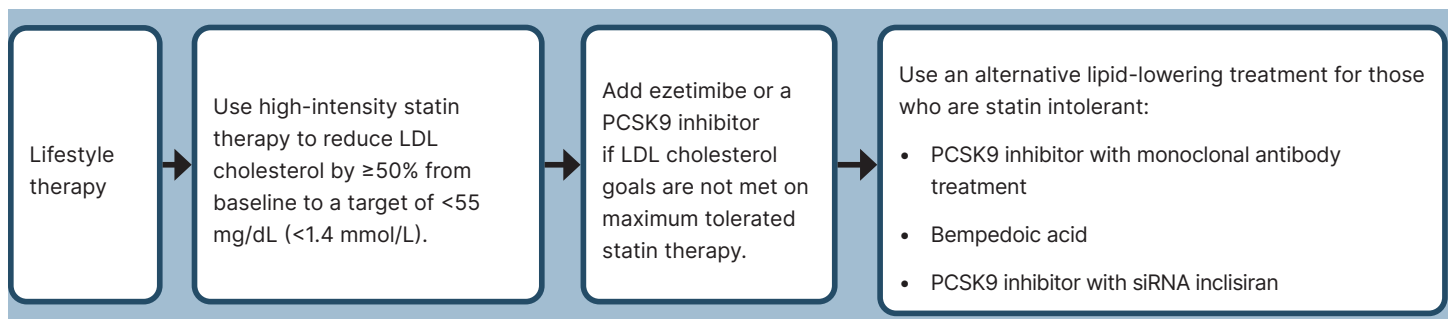 Lifestyle
therapy
Use high-intensity statin
therapy to reduce LDL
cholesterol by ≥50% from
baseline to a target of <55
mg/dL (<1.4 mmol/L).
Add ezetimibe or a
PCSK9 inhibitor
if LDL cholesterol
goals are not met on
maximum tolerated
statin therapy.
Use an alternative lipid-lowering treatment for those
who are statin intolerant:
• PCSK9 inhibitor with monoclonal antibody
treatment
• Bempedoic acid
• PCSK9 inhibitor with siRNA inclisiran